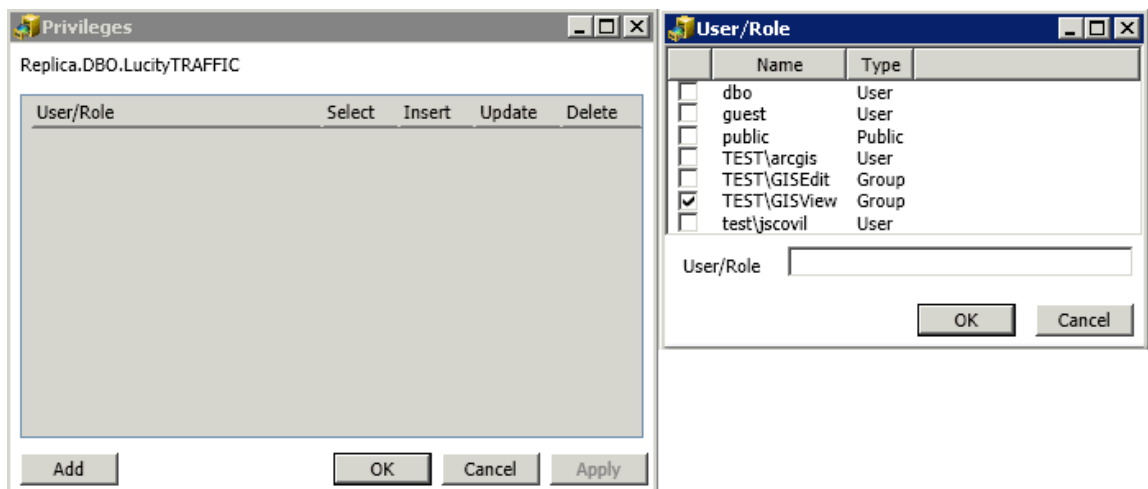 Privileges
Replica.DBO.LucityTRAFFIC
User/Role Select Insert Update Delete
Add OK Cancel Apply
User/Role
Name Type
dbo User
guest User
public Public
TEST\arcgis User
TEST\GISEdit Group
TEST\GISView Group
test\jscovil User
User/Role
OK Cancel